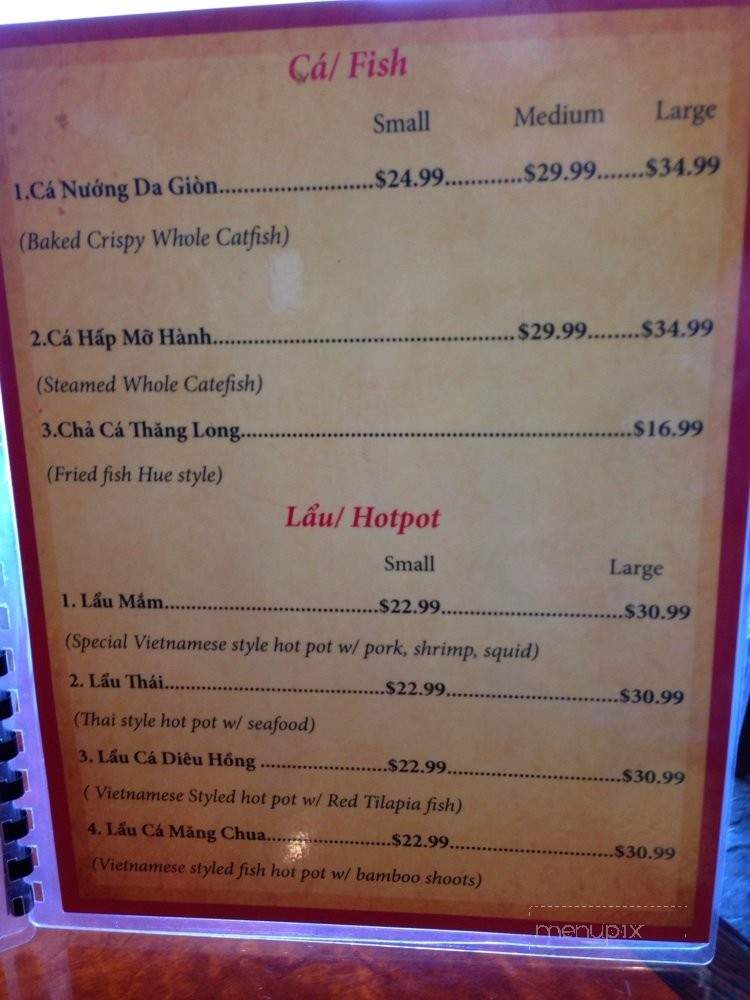 Cá/ Fish
Small Medium Large
1.Cá Nướng Da Giòn.......................$24.99............$29.99.......$34.99
(Baked Crispy Whole Catfish)
2.Cá Hấp Mỡ Hành..............................................$29.99........$34.99
(Steamed Whole Catefish)
3.Chả Cá Thăng Long...........................................................$16.99
(Fried fish Hue style)
Lẩu/ Hotpot
Small Large
1. Lẩu Mắm...................................$22.99..............................$30.99
(Special Vietnamese style hot pot w/ pork, shrimp, squid)
2. Lẩu Thái....................................$22.99.............................$30.99
(Thai style hot pot w/ seafood)
3. Lẩu Cá Diêu Hồng .....................$22.99.............................$30.99
( Vietnamese Styled hot pot w/ Red Tilapia fish)
4. Lẩu Cá Măng Chua.....................$22.99...........................$30.99
(Vietnamese styled fish hot pot w/ bamboo shoots)
menupix